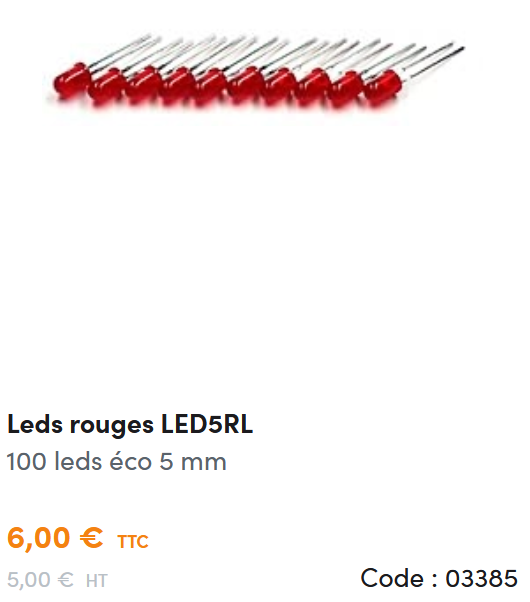 Leds rouges LED5RL
100 leds éco 5 mm
6,00 € TTC
5,00 € HT
Code : 03385